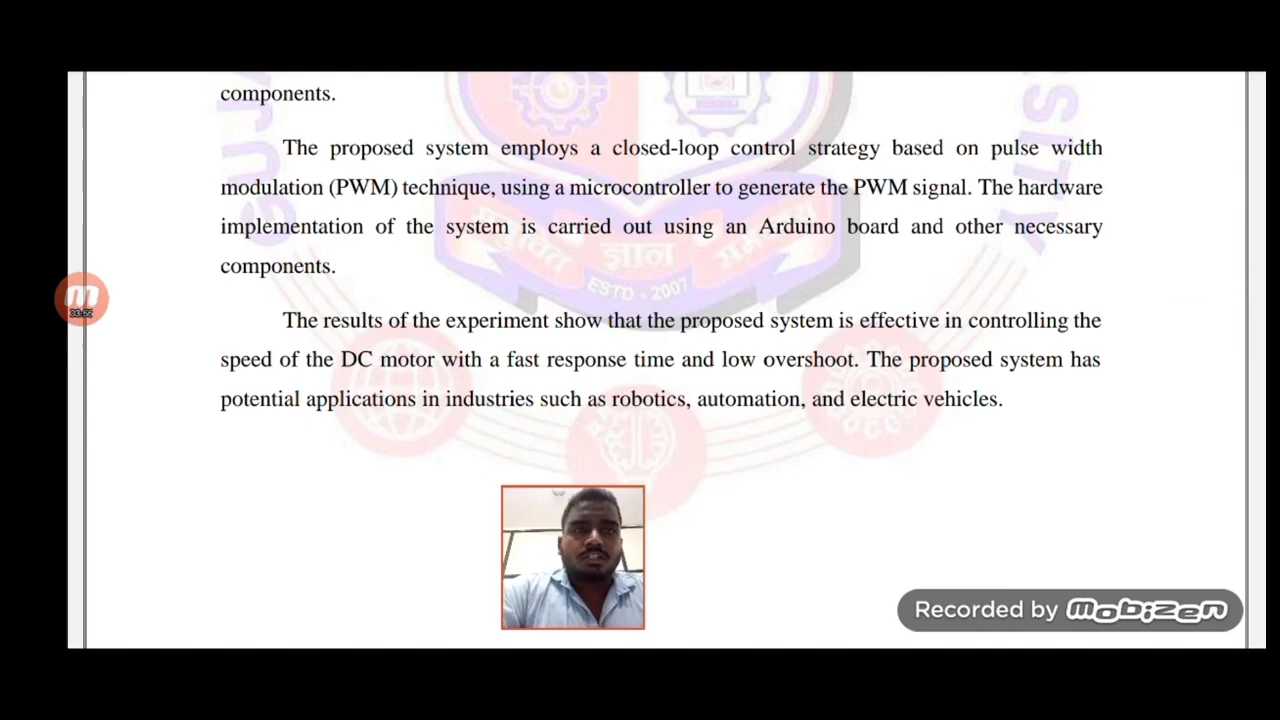 components.
The proposed system employs a closed-loop control strategy based on pulse width
modulation (PWM) technique, using a microcontroller to generate the PWM signal. The hardware
implementation of the system is carried out using an Arduino board and other necessary
ज्ञान
components.
ESTD - 2007
The results of the experiment show that the proposed system is effective in controlling the
speed of the DC motor with a fast response time and low overshoot. The proposed system has
potential applications in industries such as robotics, automation, and electric vehicles.
Recorded by mobizen